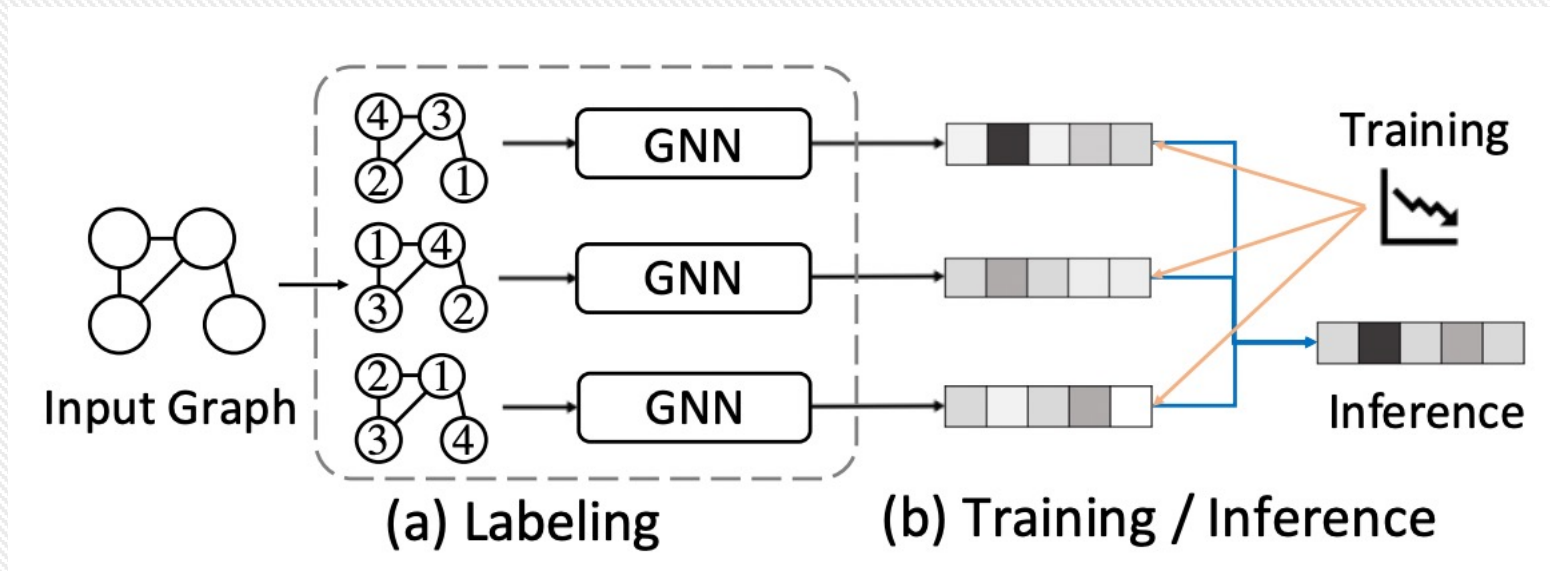 4 3
2 1
GNN
1 4
3 2
GNN
2 1
3 4
GNN
Input Graph
Training
Inference
(a) Labeling
(b) Training / Inference